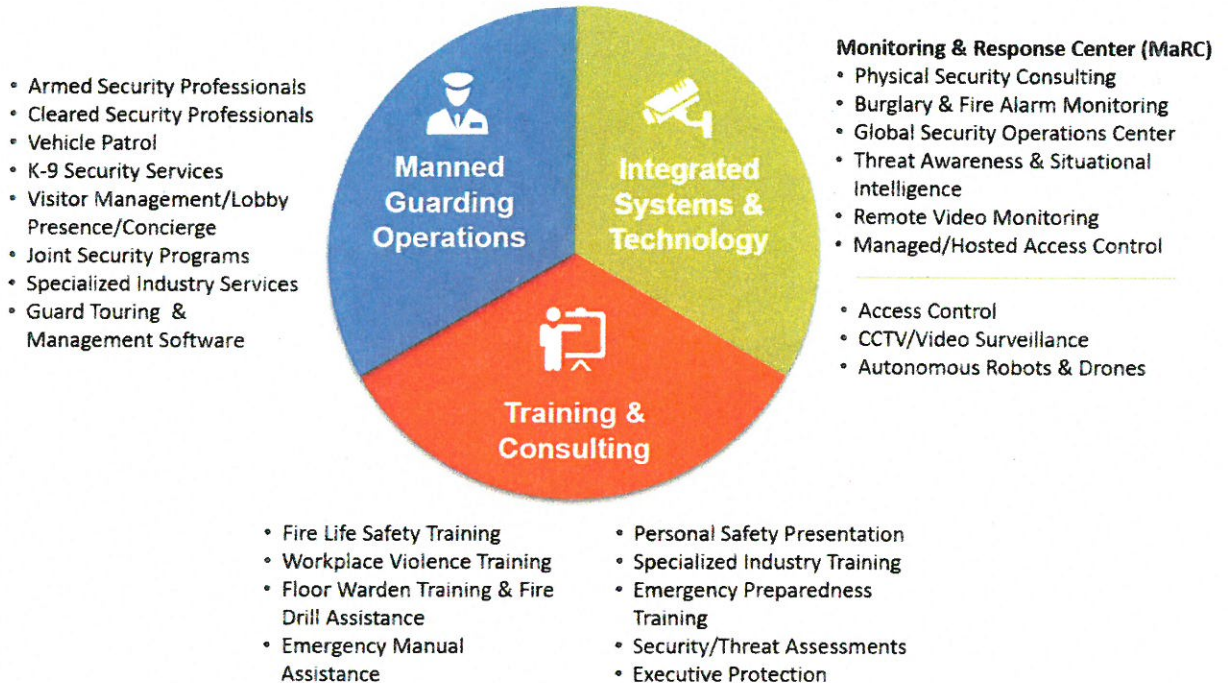 • Armed Security Professionals
• Cleared Security Professionals
• Vehicle Patrol
• K-9 Security Services
• Visitor Management/Lobby
Presence/Concierge
• Joint Security Programs
• Specialized Industry Services
• Guard Touring &
Management Software
Manned
Guarding
Operations
Integrated
Systems &
Technology
Training &
Consulting
Monitoring & Response Center (MaRC)
• Physical Security Consulting
• Burglary & Fire Alarm Monitoring
• Global Security Operations Center
• Threat Awareness & Situational
Intelligence
• Remote Video Monitoring
• Managed/Hosted Access Control
• Access Control
• CCTV/Video Surveillance
• Autonomous Robots & Drones
• Fire Life Safety Training
• Workplace Violence Training
• Floor Warden Training & Fire
Drill Assistance
• Emergency Manual
Assistance
• Personal Safety Presentation
• Specialized Industry Training
• Emergency Preparedness
Training
• Security/Threat Assessments
• Executive Protection